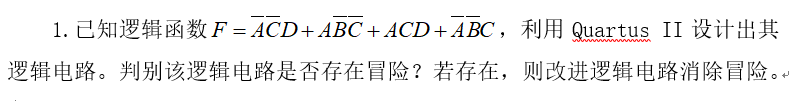 1. 已知逻辑函数 F = A̅C̅D + AB̅C̅ + ACD + A̅B̅C，利用 Quartus II 设计出其
逻辑电路。判别该逻辑电路是否存在冒险？若存在，则改进逻辑电路消除冒险。